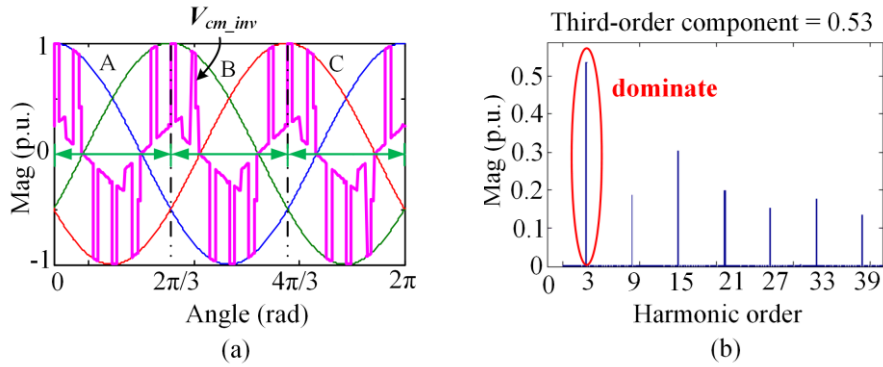 V_cm_inv
Third-order component = 0.53
1
A
B
C
0
-1
Mag (p.u.)
0
2π/3
4π/3
2π
Angle (rad)
(a)
dominate
0.5
0.4
0.3
0.2
0.1
0
Mag (p.u.)
3
9
15
21
27
33
39
Harmonic order
(b)